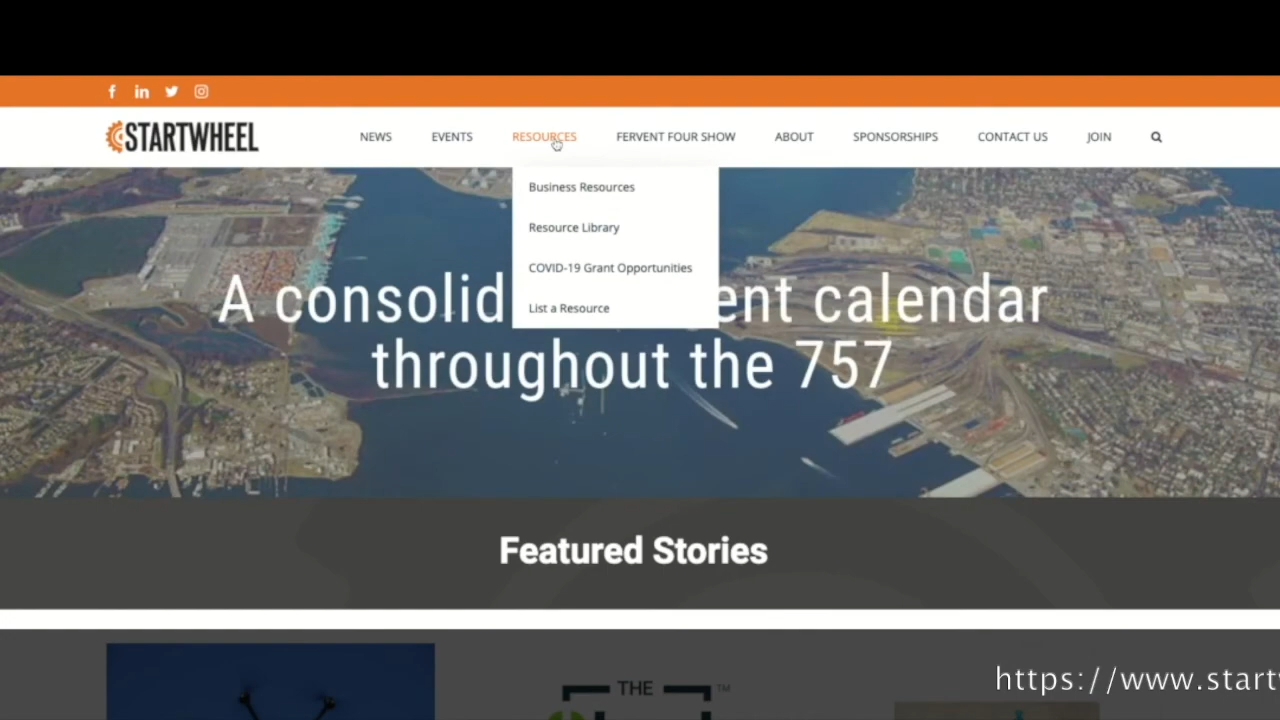 STARTWHEEL
NEWS EVENTS RESOURCES FERVENT FOUR SHOW ABOUT SPONSORSHIPS CONTACT US JOIN
Business Resources
Resource Library
COVID-19 Grant Opportunities
List a Resource
A consolid ent calendar
throughout the 757
Featured Stories
THE TM
https://www.start